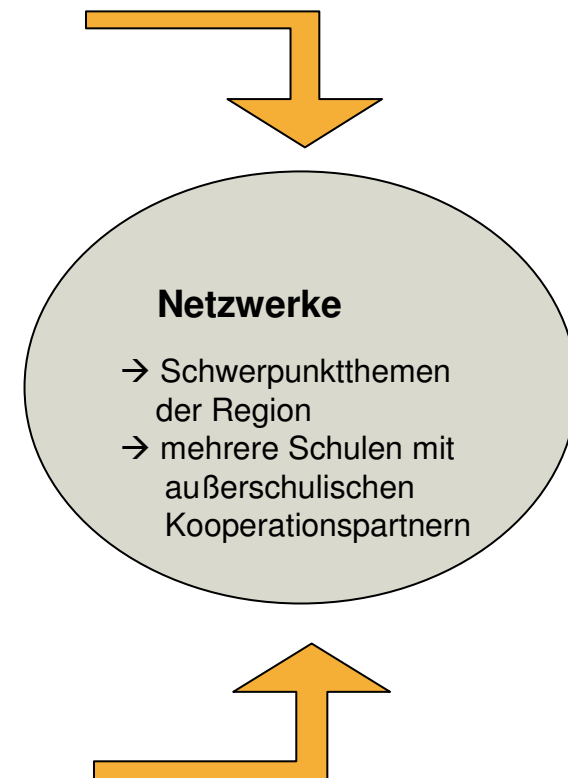 Netzwerke
→ Schwerpunktthemen
der Region
→ mehrere Schulen mit
außerschulischen
Kooperationspartnern